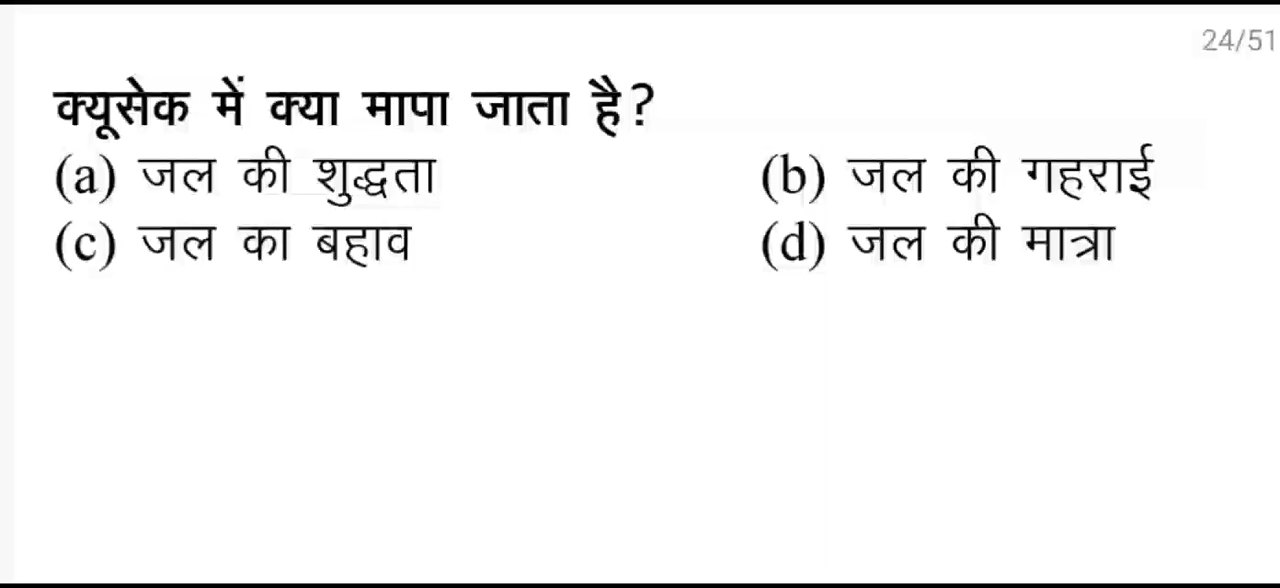 24/51
क्यूसेक में क्या मापा जाता है?
(a) जल की शुद्धता (b) जल की गहराई
(c) जल का बहाव (d) जल की मात्रा